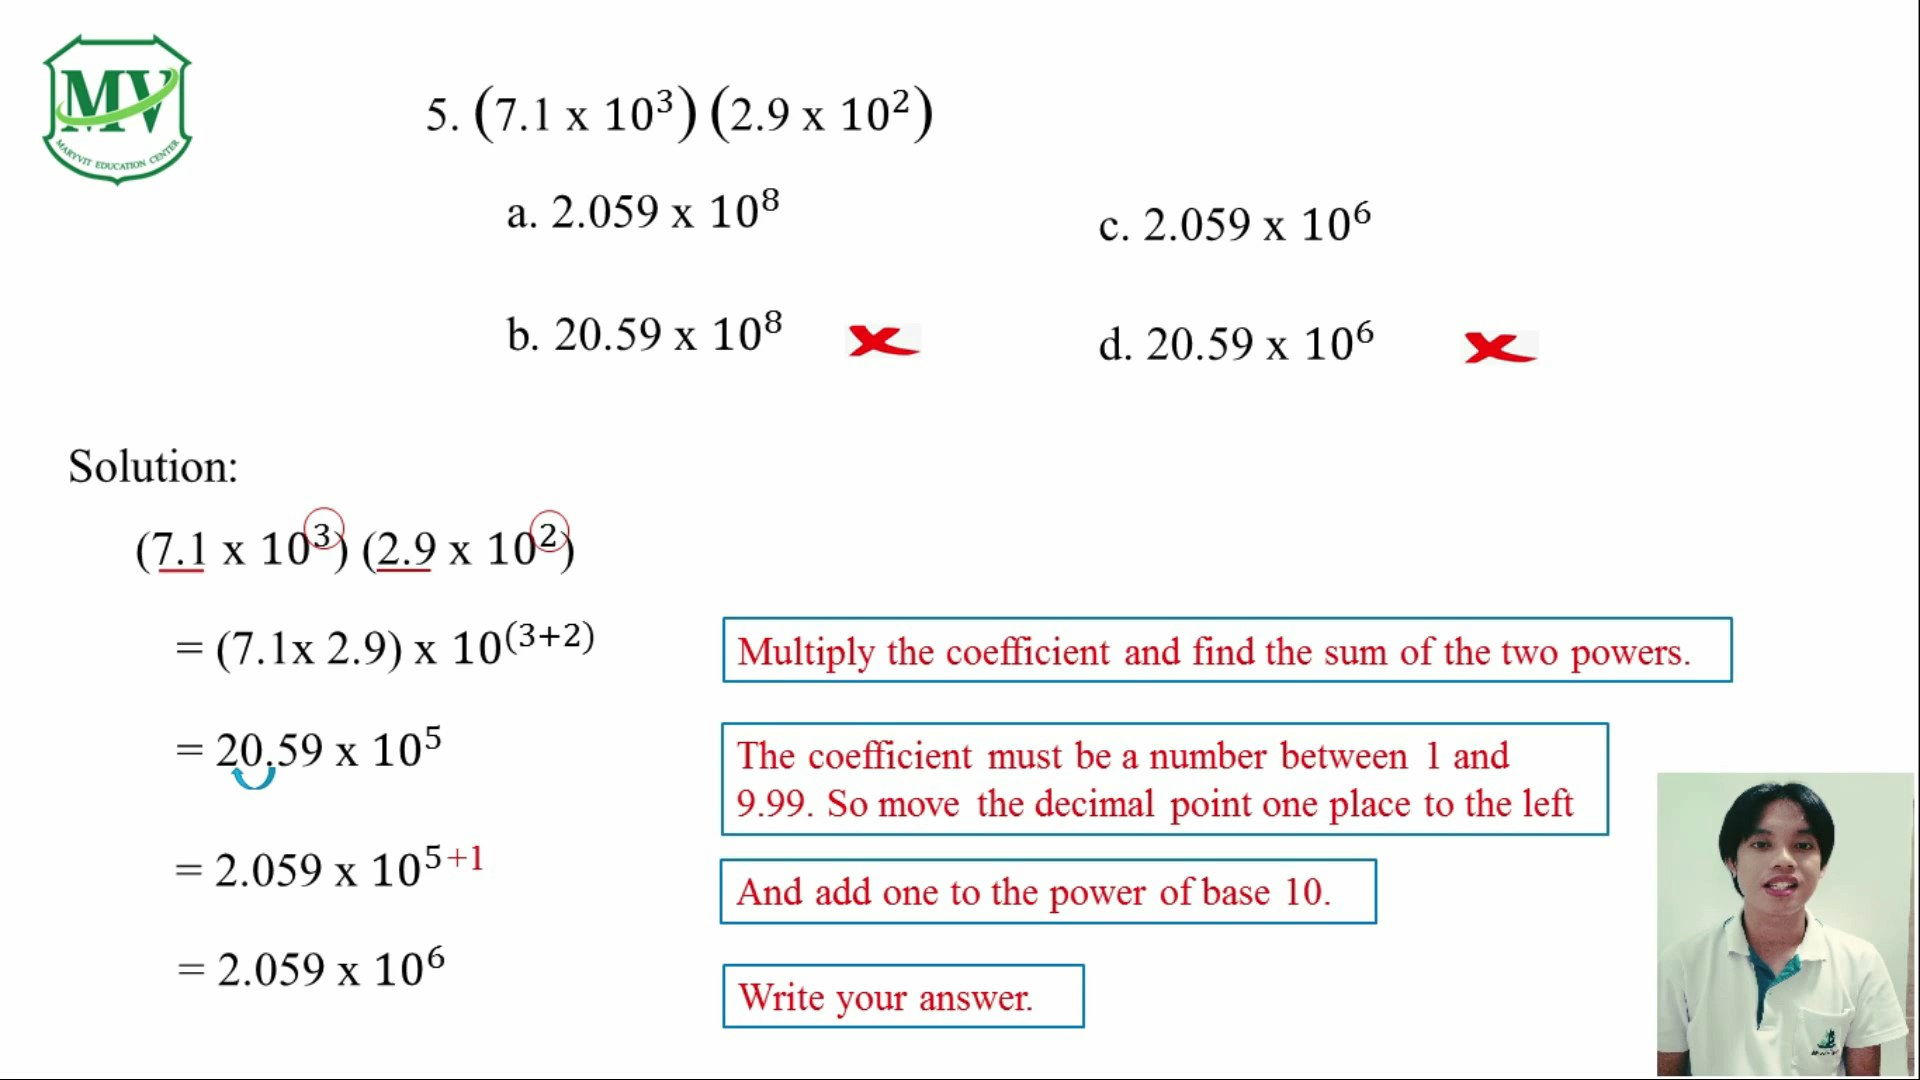 MV
MARYVIT EDUCATION CENTER
5. (7.1 x 10³) (2.9 x 10²)
a. 2.059 x 10⁸
c. 2.059 x 10⁶
b. 20.59 x 10⁸
d. 20.59 x 10⁶
Solution:
(7.1 x 10³) (2.9 x 10²)
= (7.1x 2.9) x 10⁽³⁺²⁾
Multiply the coefficient and find the sum of the two powers.
= 20.59 x 10⁵
The coefficient must be a number between 1 and
9.99. So move the decimal point one place to the left
= 2.059 x 10⁵⁺¹
And add one to the power of base 10.
= 2.059 x 10⁶
Write your answer.